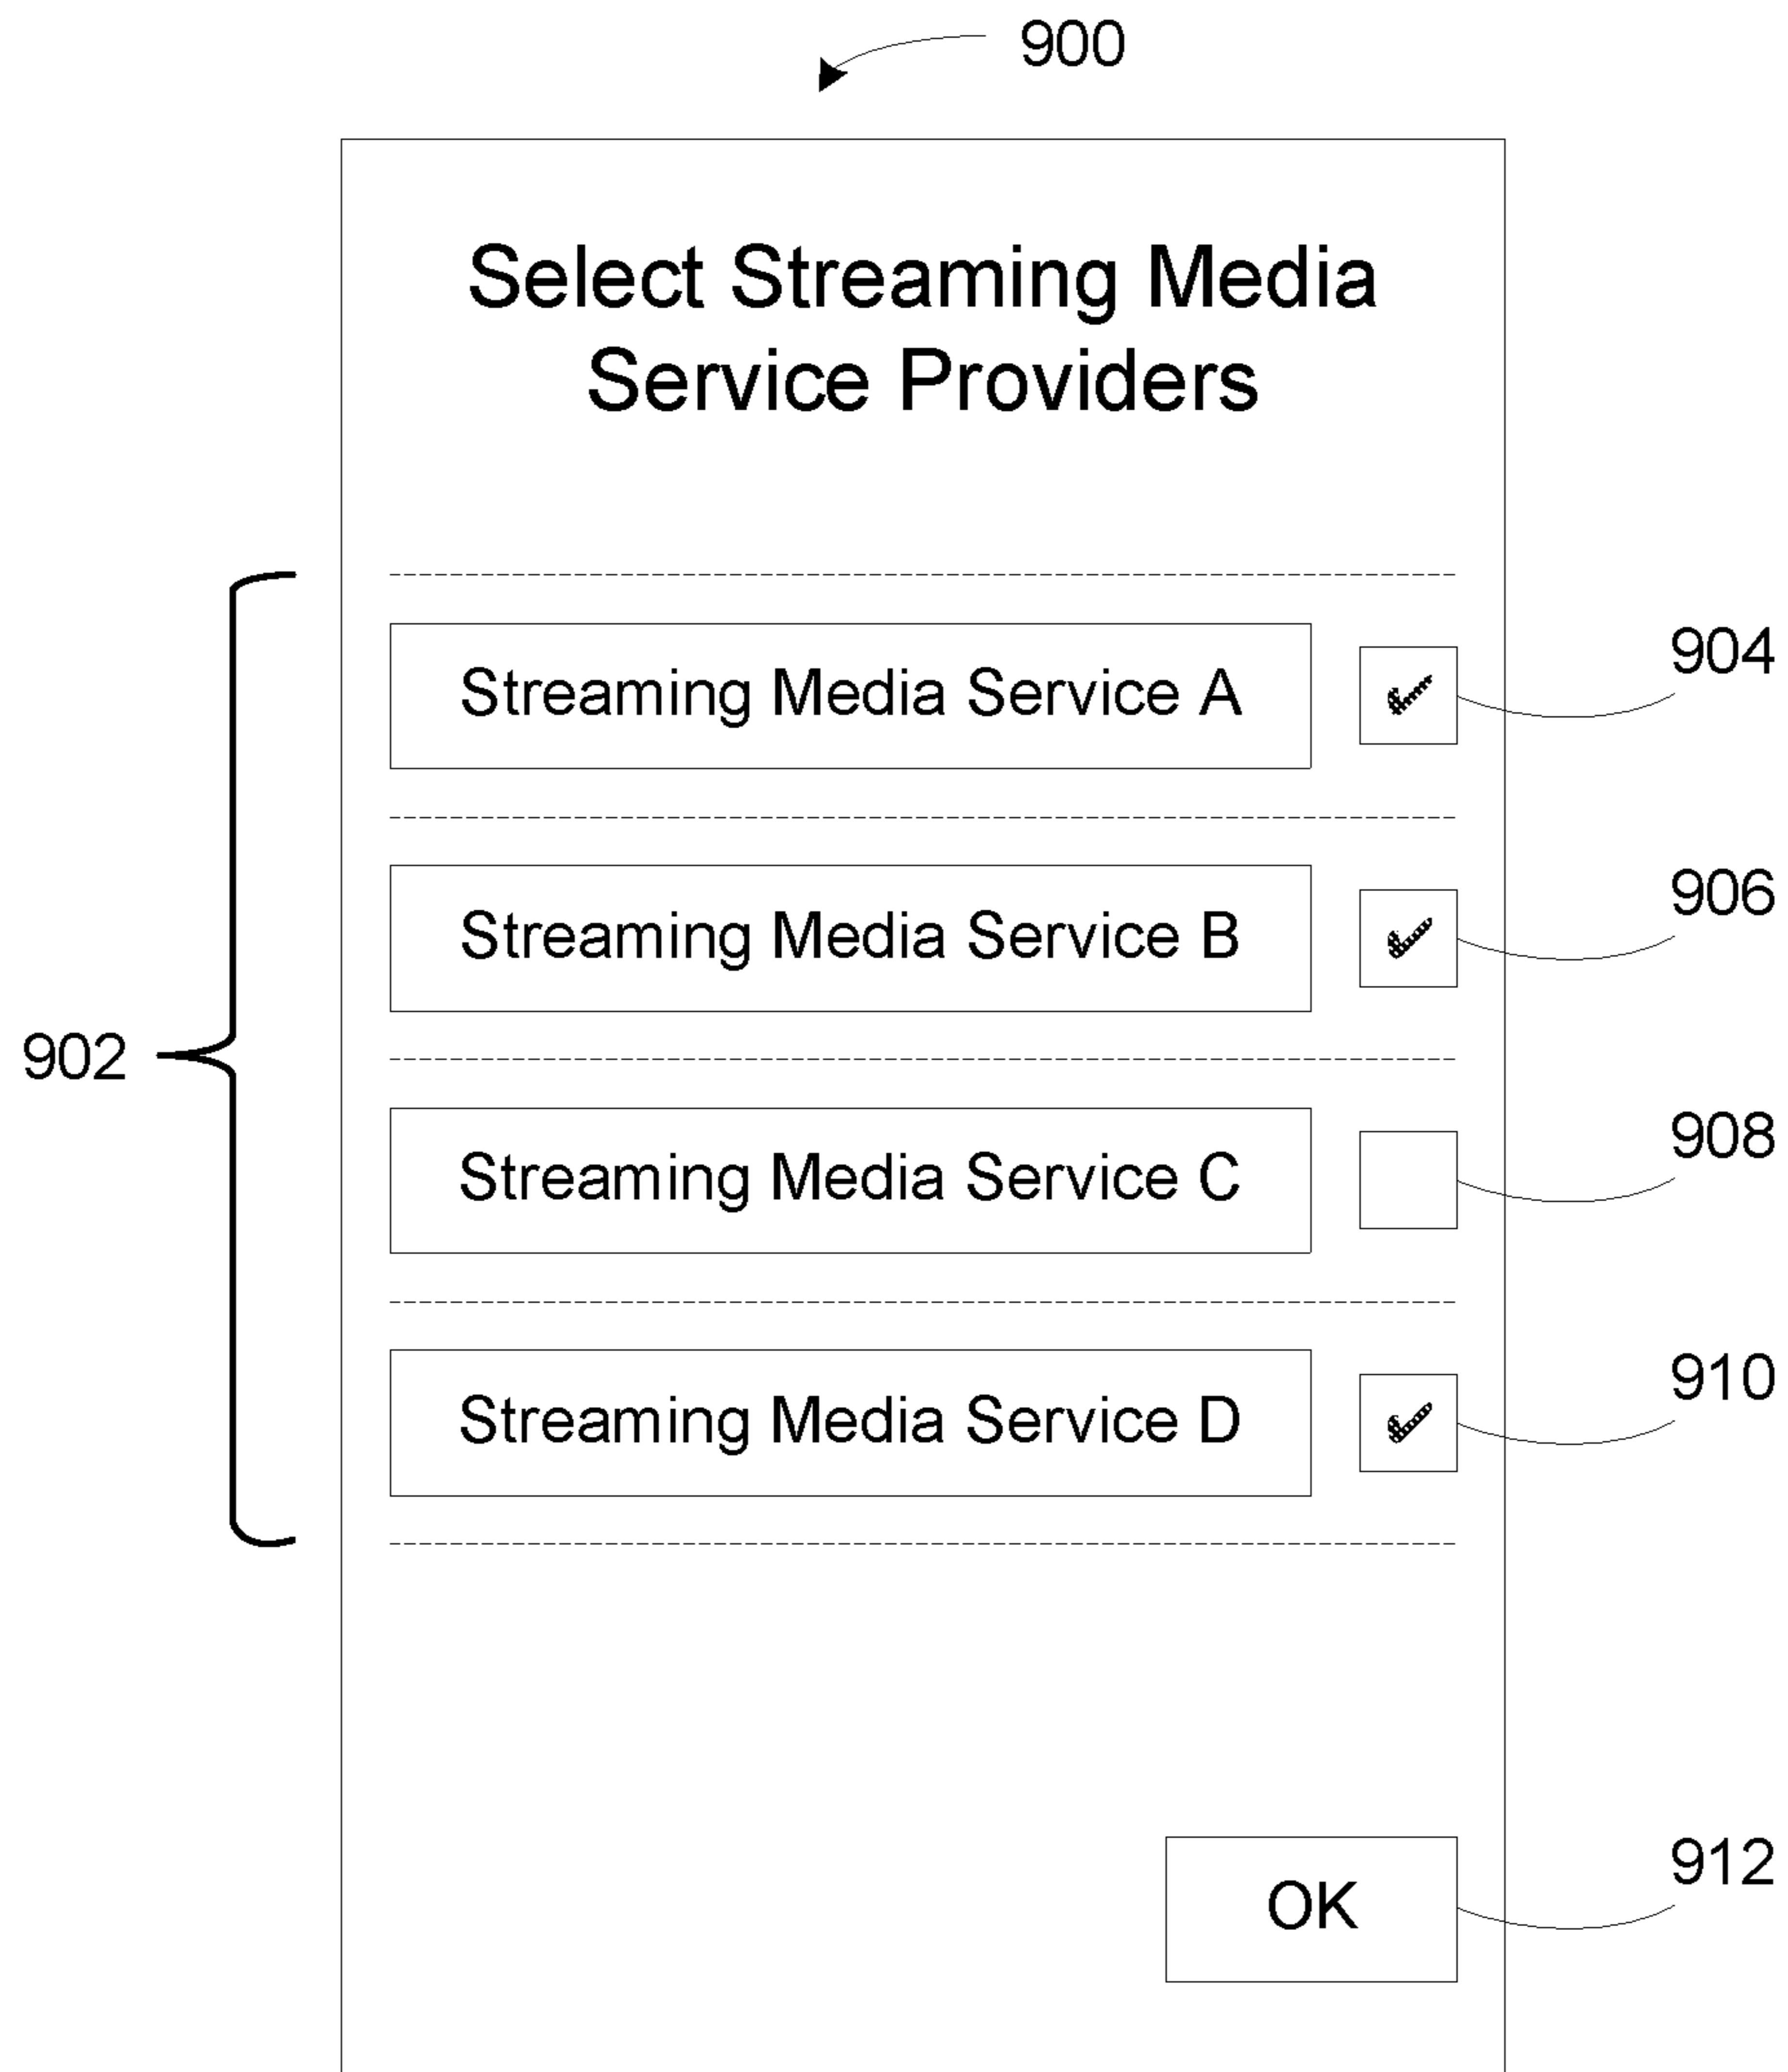 900
Select Streaming Media
Service Providers
Streaming Media Service A
904
Streaming Media Service B
906
902
Streaming Media Service C
908
Streaming Media Service D
910
OK
912